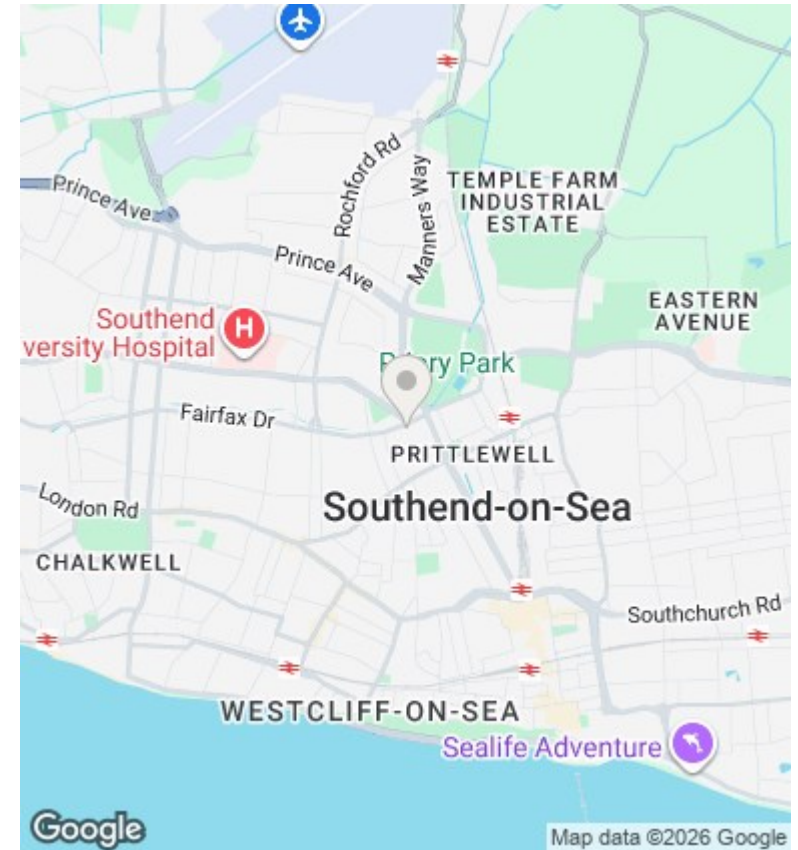 Rochford Rd
Manners Way
TEMPLE FARM
INDUSTRIAL
ESTATE
Prince Ave
Prince Ave
EASTERN
AVENUE
Southend
versity Hospital
H
Priory Park
Fairfax Dr
PRITTLEWELL
London Rd
Southend-on-Sea
CHALKWELL
Southchurch Rd
WESTCLIFF-ON-SEA
Sealife Adventure
Google
Map data ©2026 Google